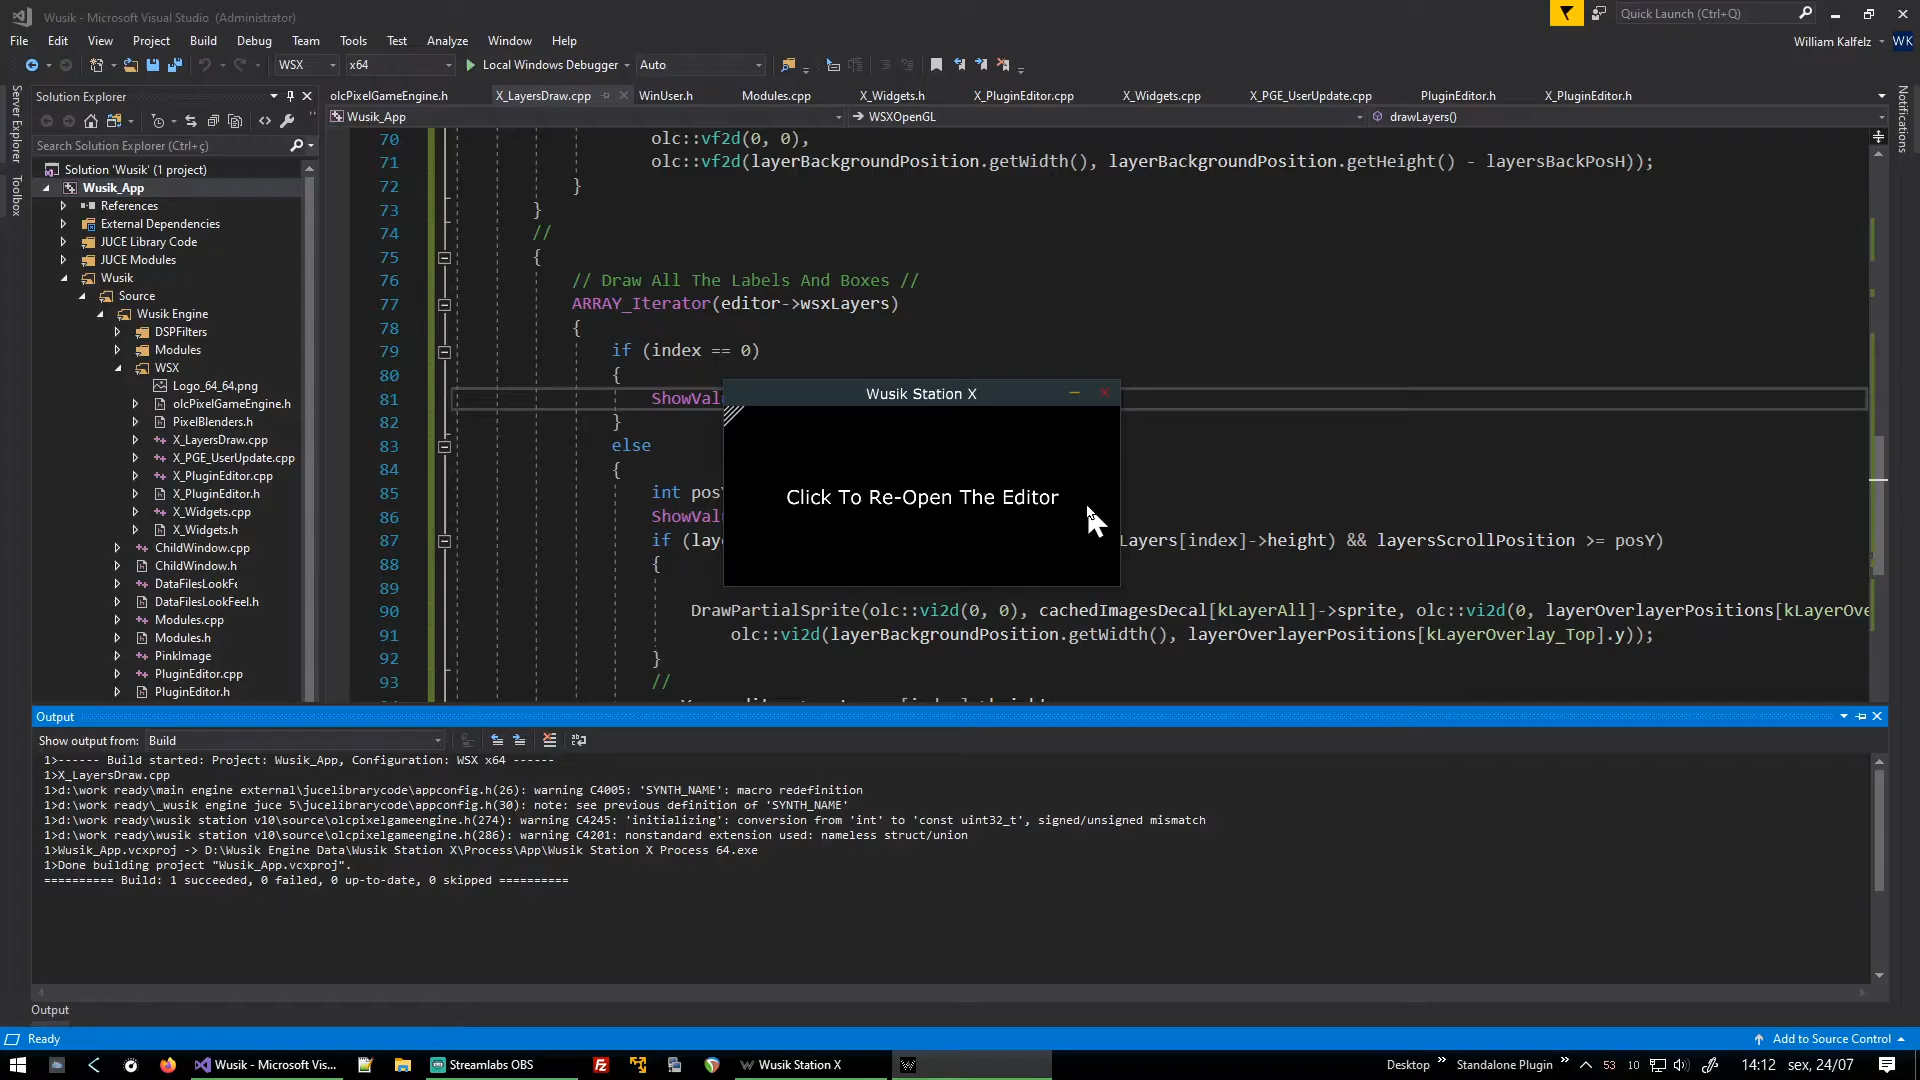 Wusik - Microsoft Visual Studio (Administrator)
Quick Launch (Ctrl+Q)
File Edit View Project Build Debug Team Tools Test Analyze Window Help
William Kalfelz WK
WSX x64 Local Windows Debugger Auto
Server Explorer
Toolbox
Notifications
Solution Explorer
olcPixelGameEngine.h X_LayersDraw.cpp WinUser.h Modules.cpp X_Widgets.h X_PluginEditor.cpp X_Widgets.cpp X_PGE_UserUpdate.cpp PluginEditor.h X_PluginEditor.h
Wusik_App WSXOpenGL drawLayers()
Search Solution Explorer (Ctrl+ç)
Solution 'Wusik' (1 project)
Wusik_App
References
External Dependencies
JUCE Library Code
JUCE Modules
Wusik
Source
Wusik Engine
DSPFilters
Modules
WSX
Logo_64_64.png
olcPixelGameEngine.h
PixelBlenders.h
X_LayersDraw.cpp
X_PGE_UserUpdate.cpp
X_PluginEditor.cpp
X_PluginEditor.h
X_Widgets.cpp
X_Widgets.h
ChildWindow.cpp
ChildWindow.h
DataFilesLookFe
DataFilesLookFeel.h
Modules.cpp
Modules.h
PinkImage
PluginEditor.cpp
PluginEditor.h
70 olc::vf2d(0, 0),
71 olc::vf2d(layerBackgroundPosition.getWidth(), layerBackgroundPosition.getHeight() - layersBackPosH));
72 }
73 }
74 //
75 {
76 // Draw All The Labels And Boxes //
77 ARRAY_Iterator(editor->wsxLayers)
78 {
79 if (index == 0)
80 {
81 ShowVal
82 }
83 else
84 {
85 int pos
86 ShowVal
87 if (lay Layers[index]->height) && layersScrollPosition >= posY)
88 {
89
90 DrawPartialSprite(olc::vi2d(0, 0), cachedImagesDecal[kLayerAll]->sprite, olc::vi2d(0, layerOverlayerPositions[kLayerOve
91 olc::vi2d(layerBackgroundPosition.getWidth(), layerOverlayerPositions[kLayerOverlay_Top].y));
92 }
93 //
Wusik Station X
Click To Re-Open The Editor
Output
Show output from: Build
1>------ Build started: Project: Wusik_App, Configuration: WSX x64 ------
1>X_LayersDraw.cpp
1>d:\work ready\main engine external\jucelibrarycode\appconfig.h(26): warning C4005: 'SYNTH_NAME': macro redefinition
1>d:\work ready\_wusik engine juce 5\jucelibrarycode\appconfig.h(30): note: see previous definition of 'SYNTH_NAME'
1>d:\work ready\wusik station v10\source\olcpixelgameengine.h(274): warning C4245: 'initializing': conversion from 'int' to 'const uint32_t', signed/unsigned mismatch
1>d:\work ready\wusik station v10\source\olcpixelgameengine.h(286): warning C4201: nonstandard extension used: nameless struct/union
1>Wusik_App.vcxproj -> D:\Wusik Engine Data\Wusik Station X\Process\App\Wusik Station X Process 64.exe
1>Done building project "Wusik_App.vcxproj".
========== Build: 1 succeeded, 0 failed, 0 up-to-date, 0 skipped ==========
Output
Ready
Add to Source Control
Wusik - Microsoft Vis...
Streamlabs OBS
Wusik Station X
Desktop
Standalone Plugin
53 10
14:12 sex, 24/07